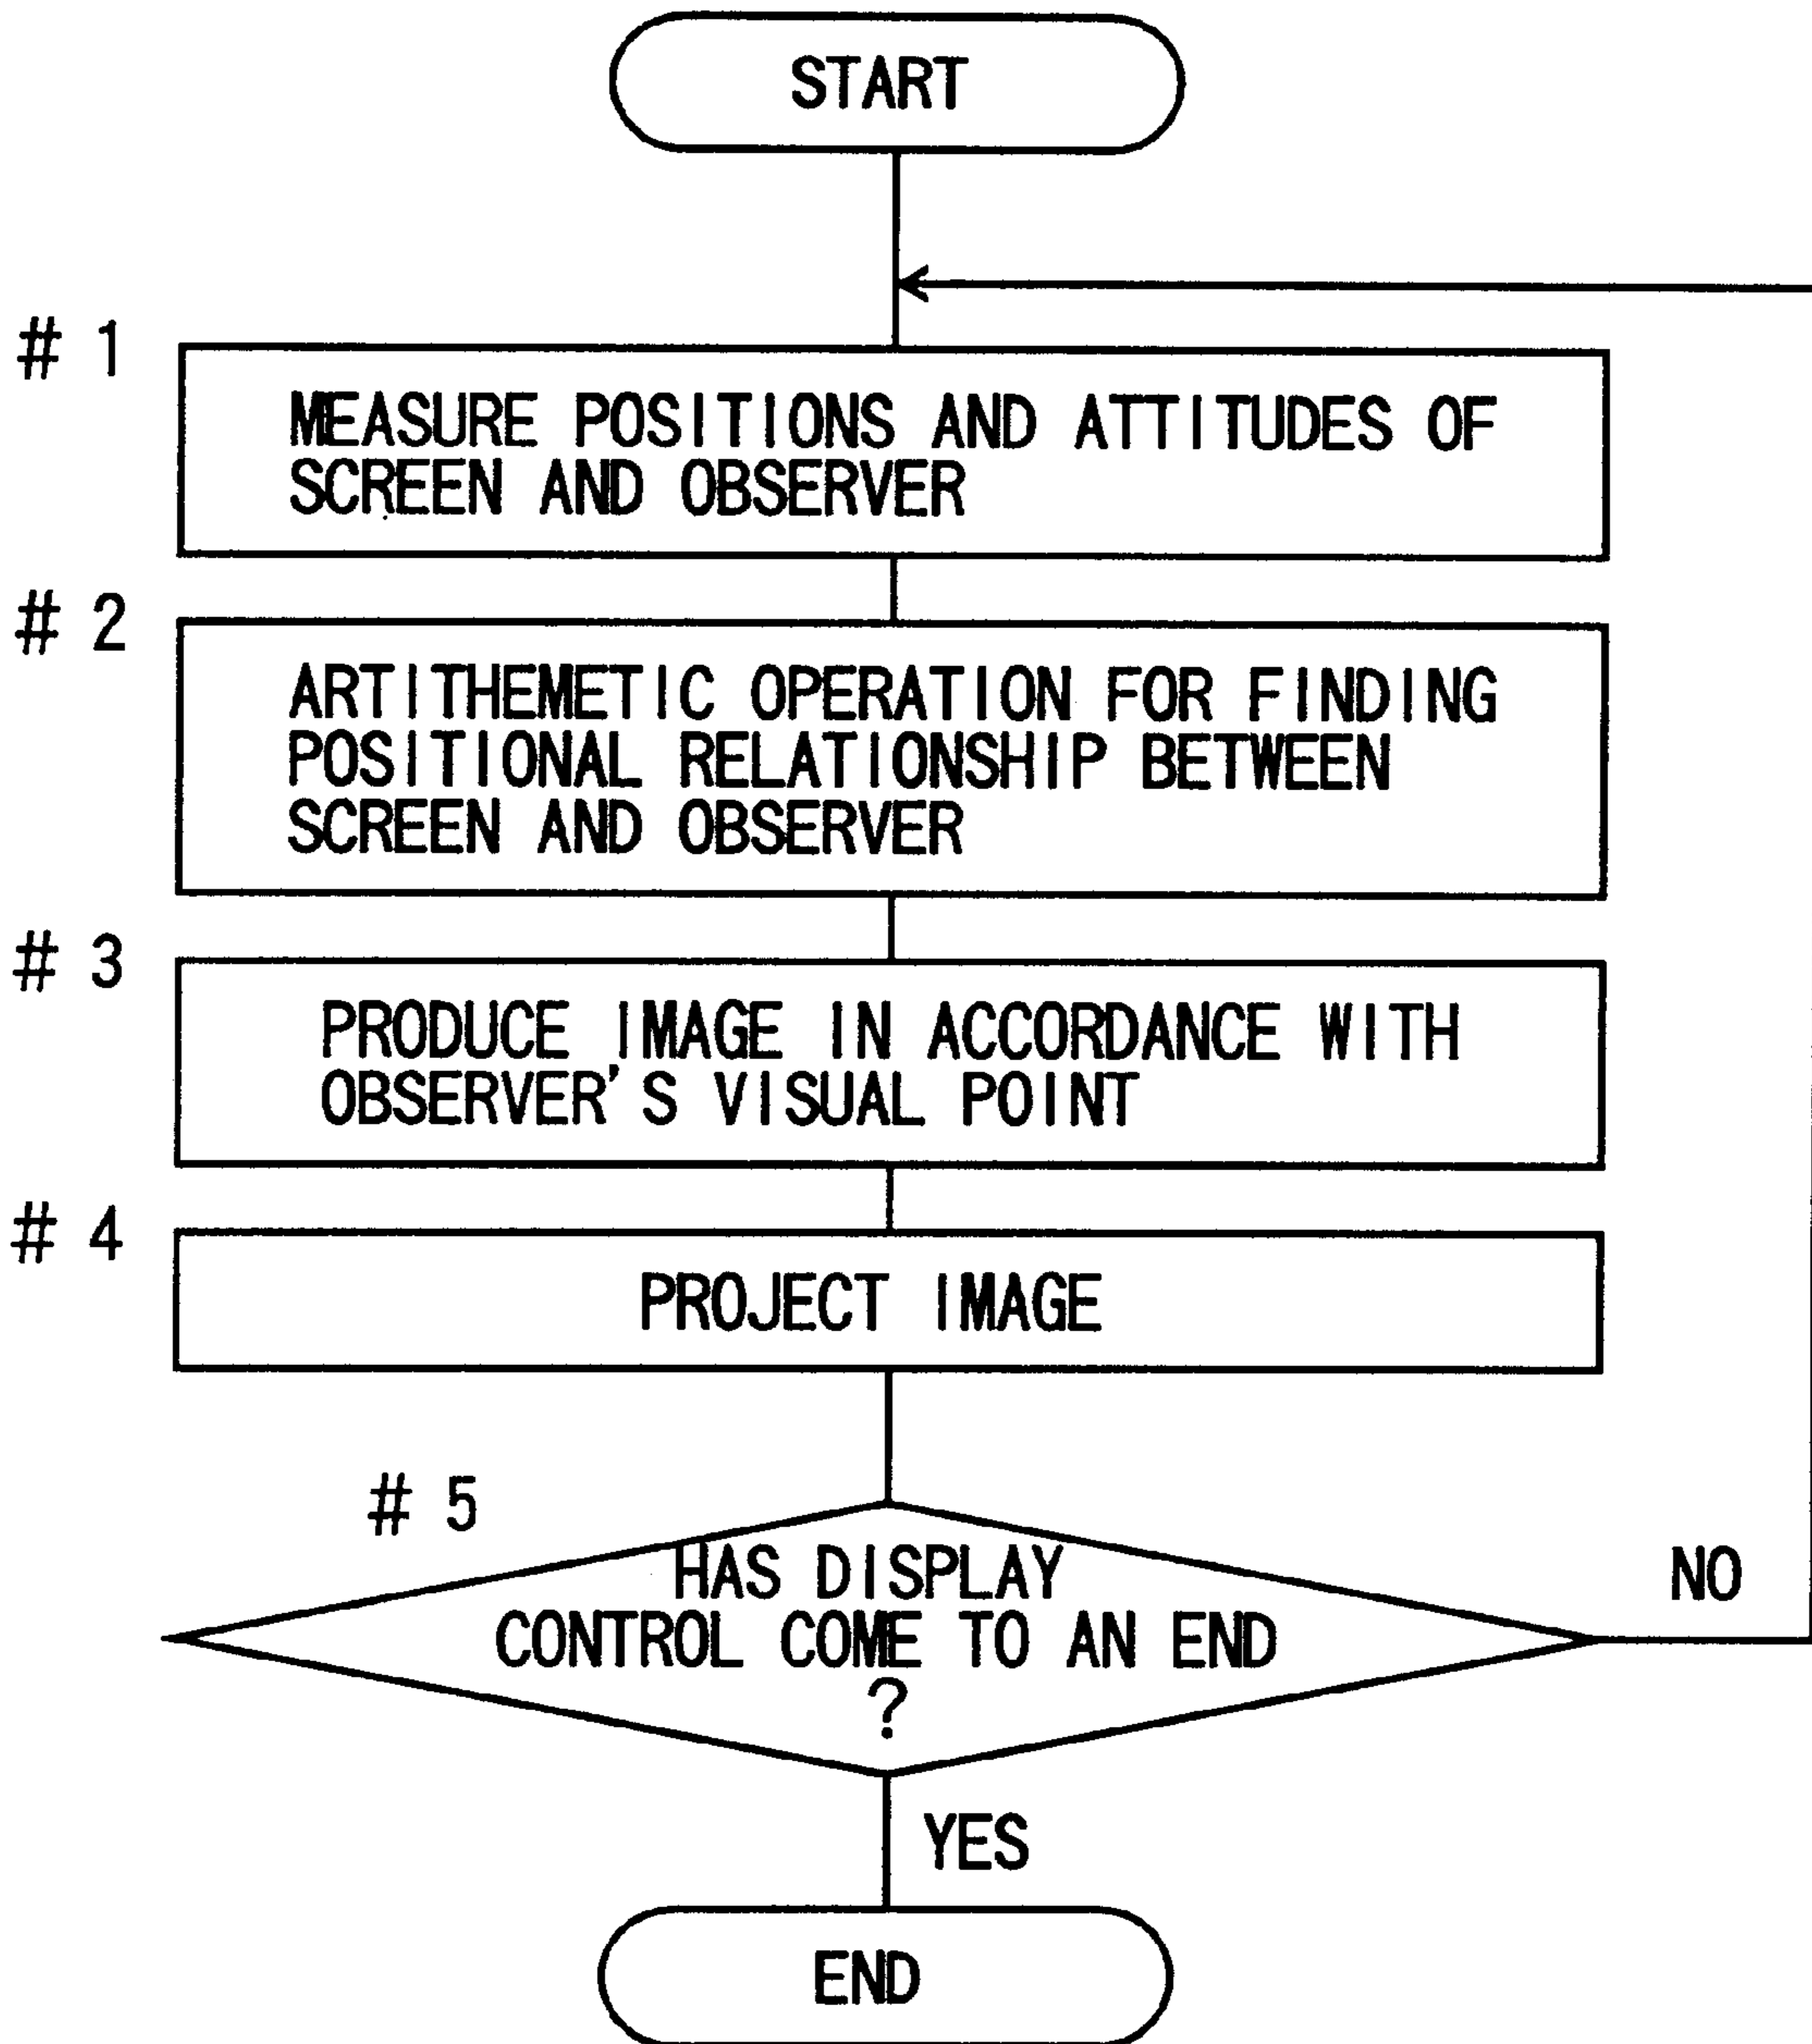 START
# 1
MEASURE POSITIONS AND ATTITUDES OF
SCREEN AND OBSERVER
# 2
ARTITHEMETIC OPERATION FOR FINDING
POSITIONAL RELATIONSHIP BETWEEN
SCREEN AND OBSERVER
# 3
PRODUCE IMAGE IN ACCORDANCE WITH
OBSERVER'S VISUAL POINT
# 4
PROJECT IMAGE
# 5
HAS DISPLAY
CONTROL COME TO AN END
?
NO
YES
END